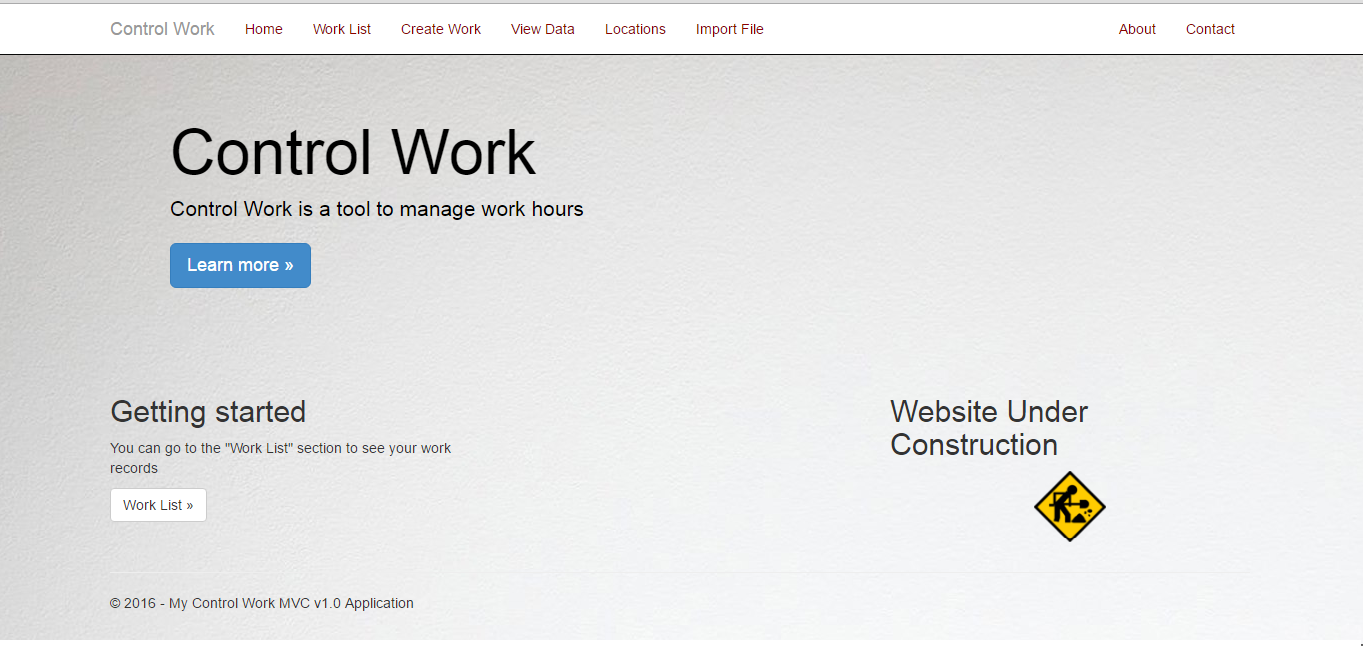 Control Work Home Work List Create Work View Data Locations Import File About Contact
Control Work
Control Work is a tool to manage work hours
Learn more »
Getting started
You can go to the "Work List" section to see your work
records
Work List »
Website Under
Construction
© 2016 - My Control Work MVC v1.0 Application